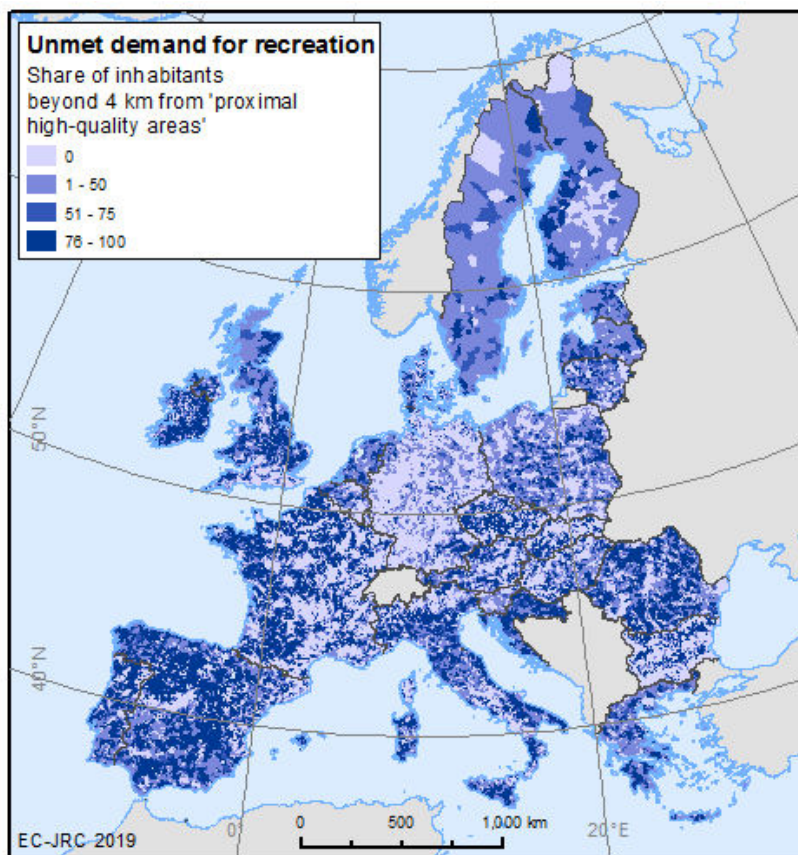 Unmet demand for recreation
Share of inhabitants
beyond 4 km from 'proximal
high-quality areas'
0
1 - 50
51 - 75
76 - 100
50°N
40°N
EC-JRC 2019
0°
0 500 1,000 km
20°E